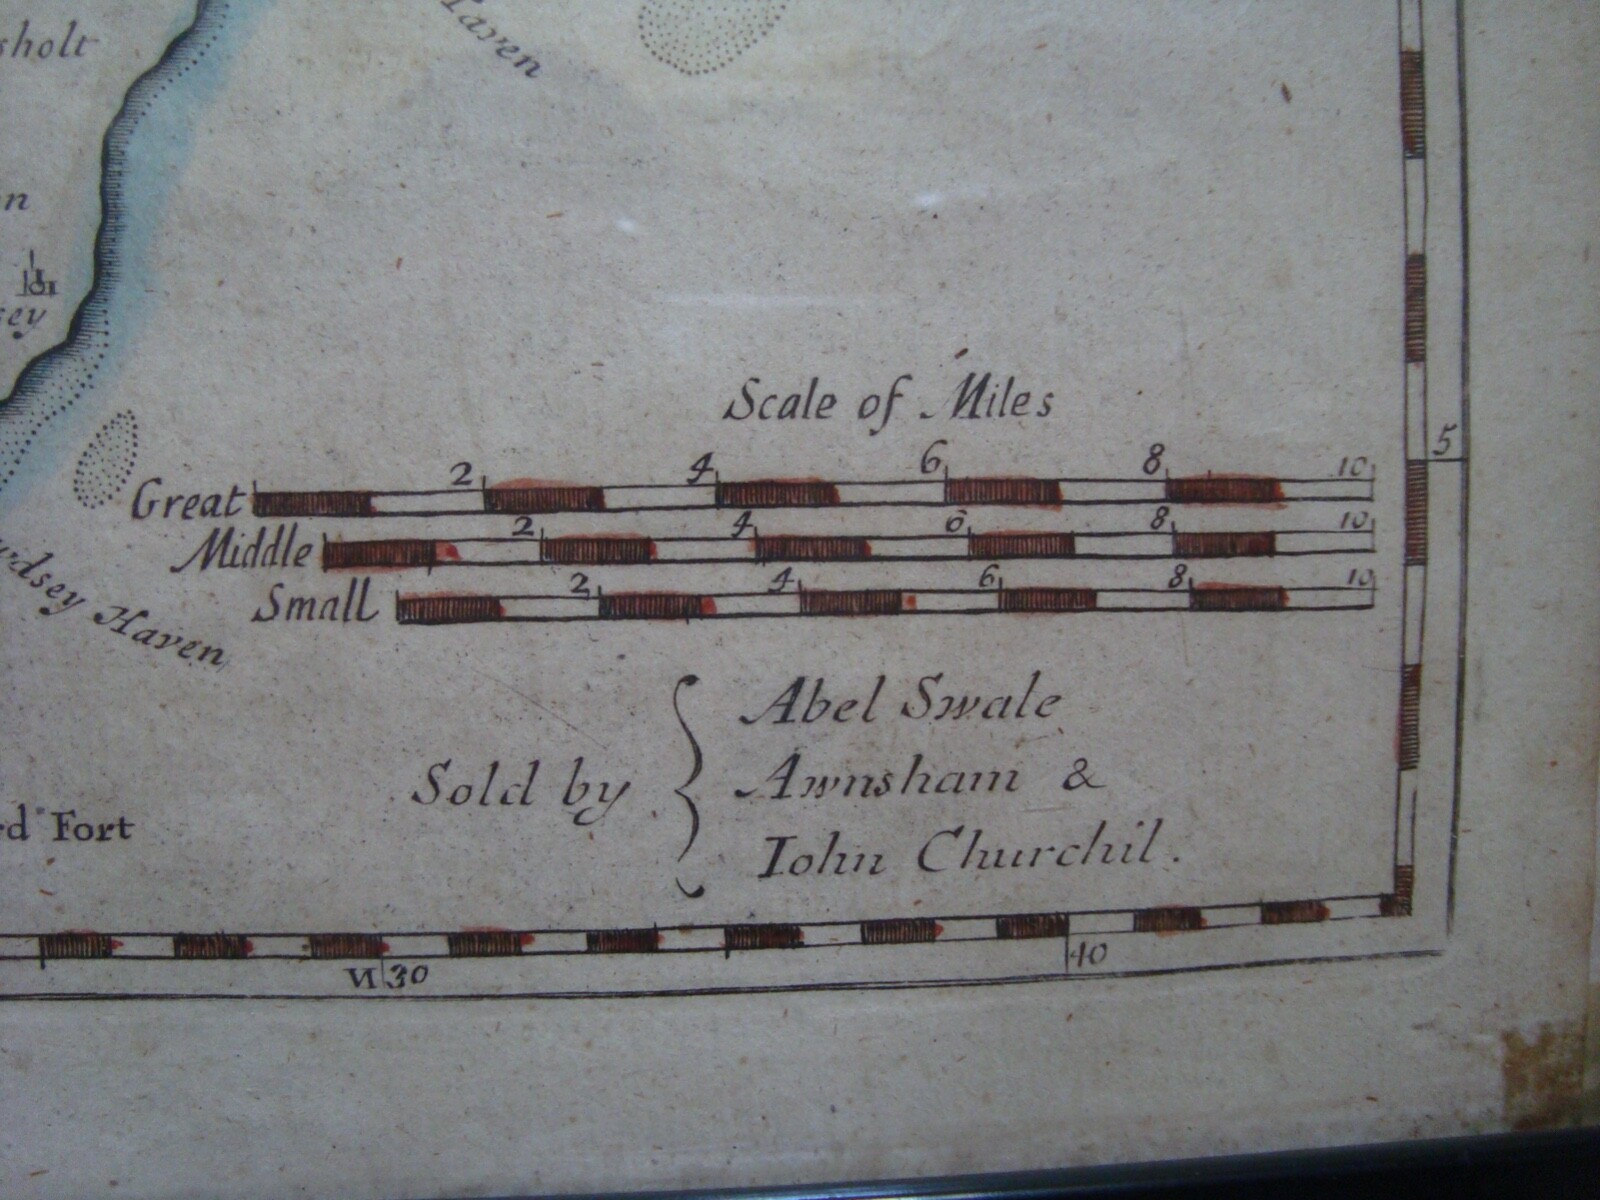 Haven
Scale of Miles
Great 2 4 6 8 10
Middle 2 4 6 8 10
Small 2 4 6 8 10
5
Haven
Sold by { Abel Swale
Awnsham &
Iohn Churchil.
Fort
VI 30
40